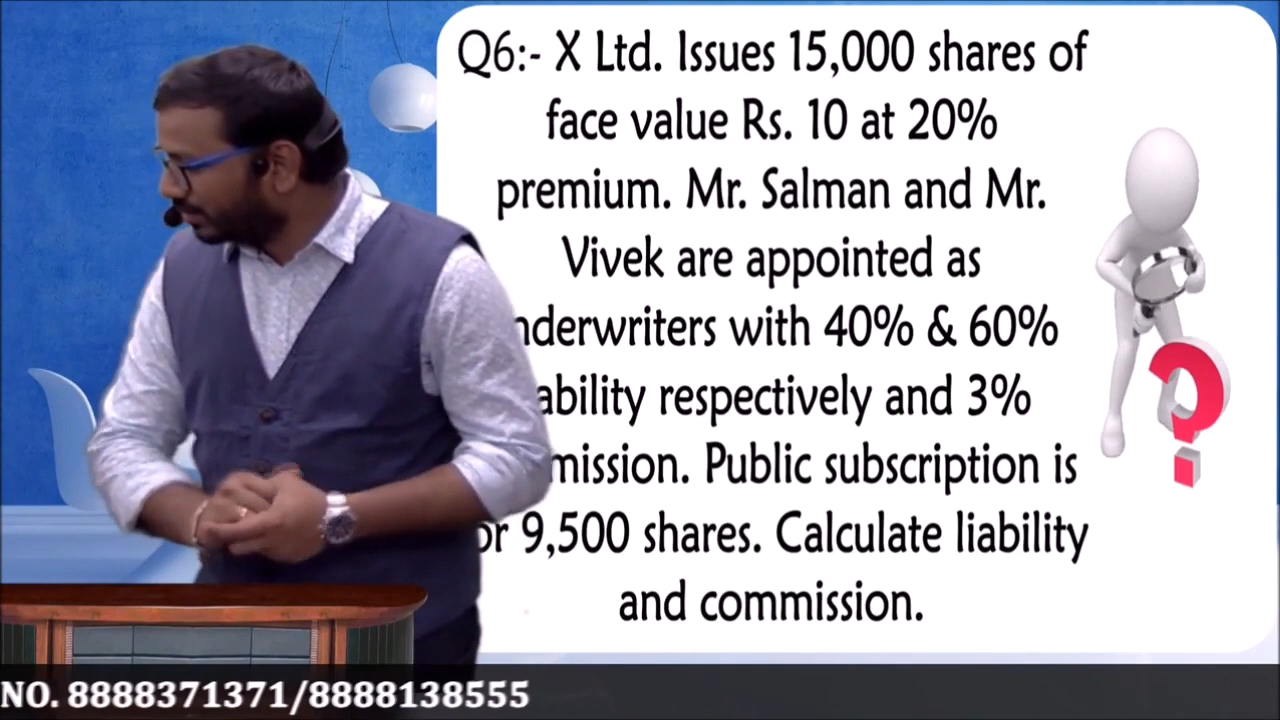 Q6:- X Ltd. Issues 15,000 shares of
face value Rs. 10 at 20%
premium. Mr. Salman and Mr.
Vivek are appointed as
nderwriters with 40% & 60%
ability respectively and 3%
mission. Public subscription is
or 9,500 shares. Calculate liability
and commission.
NO. 8888371371/8888138555